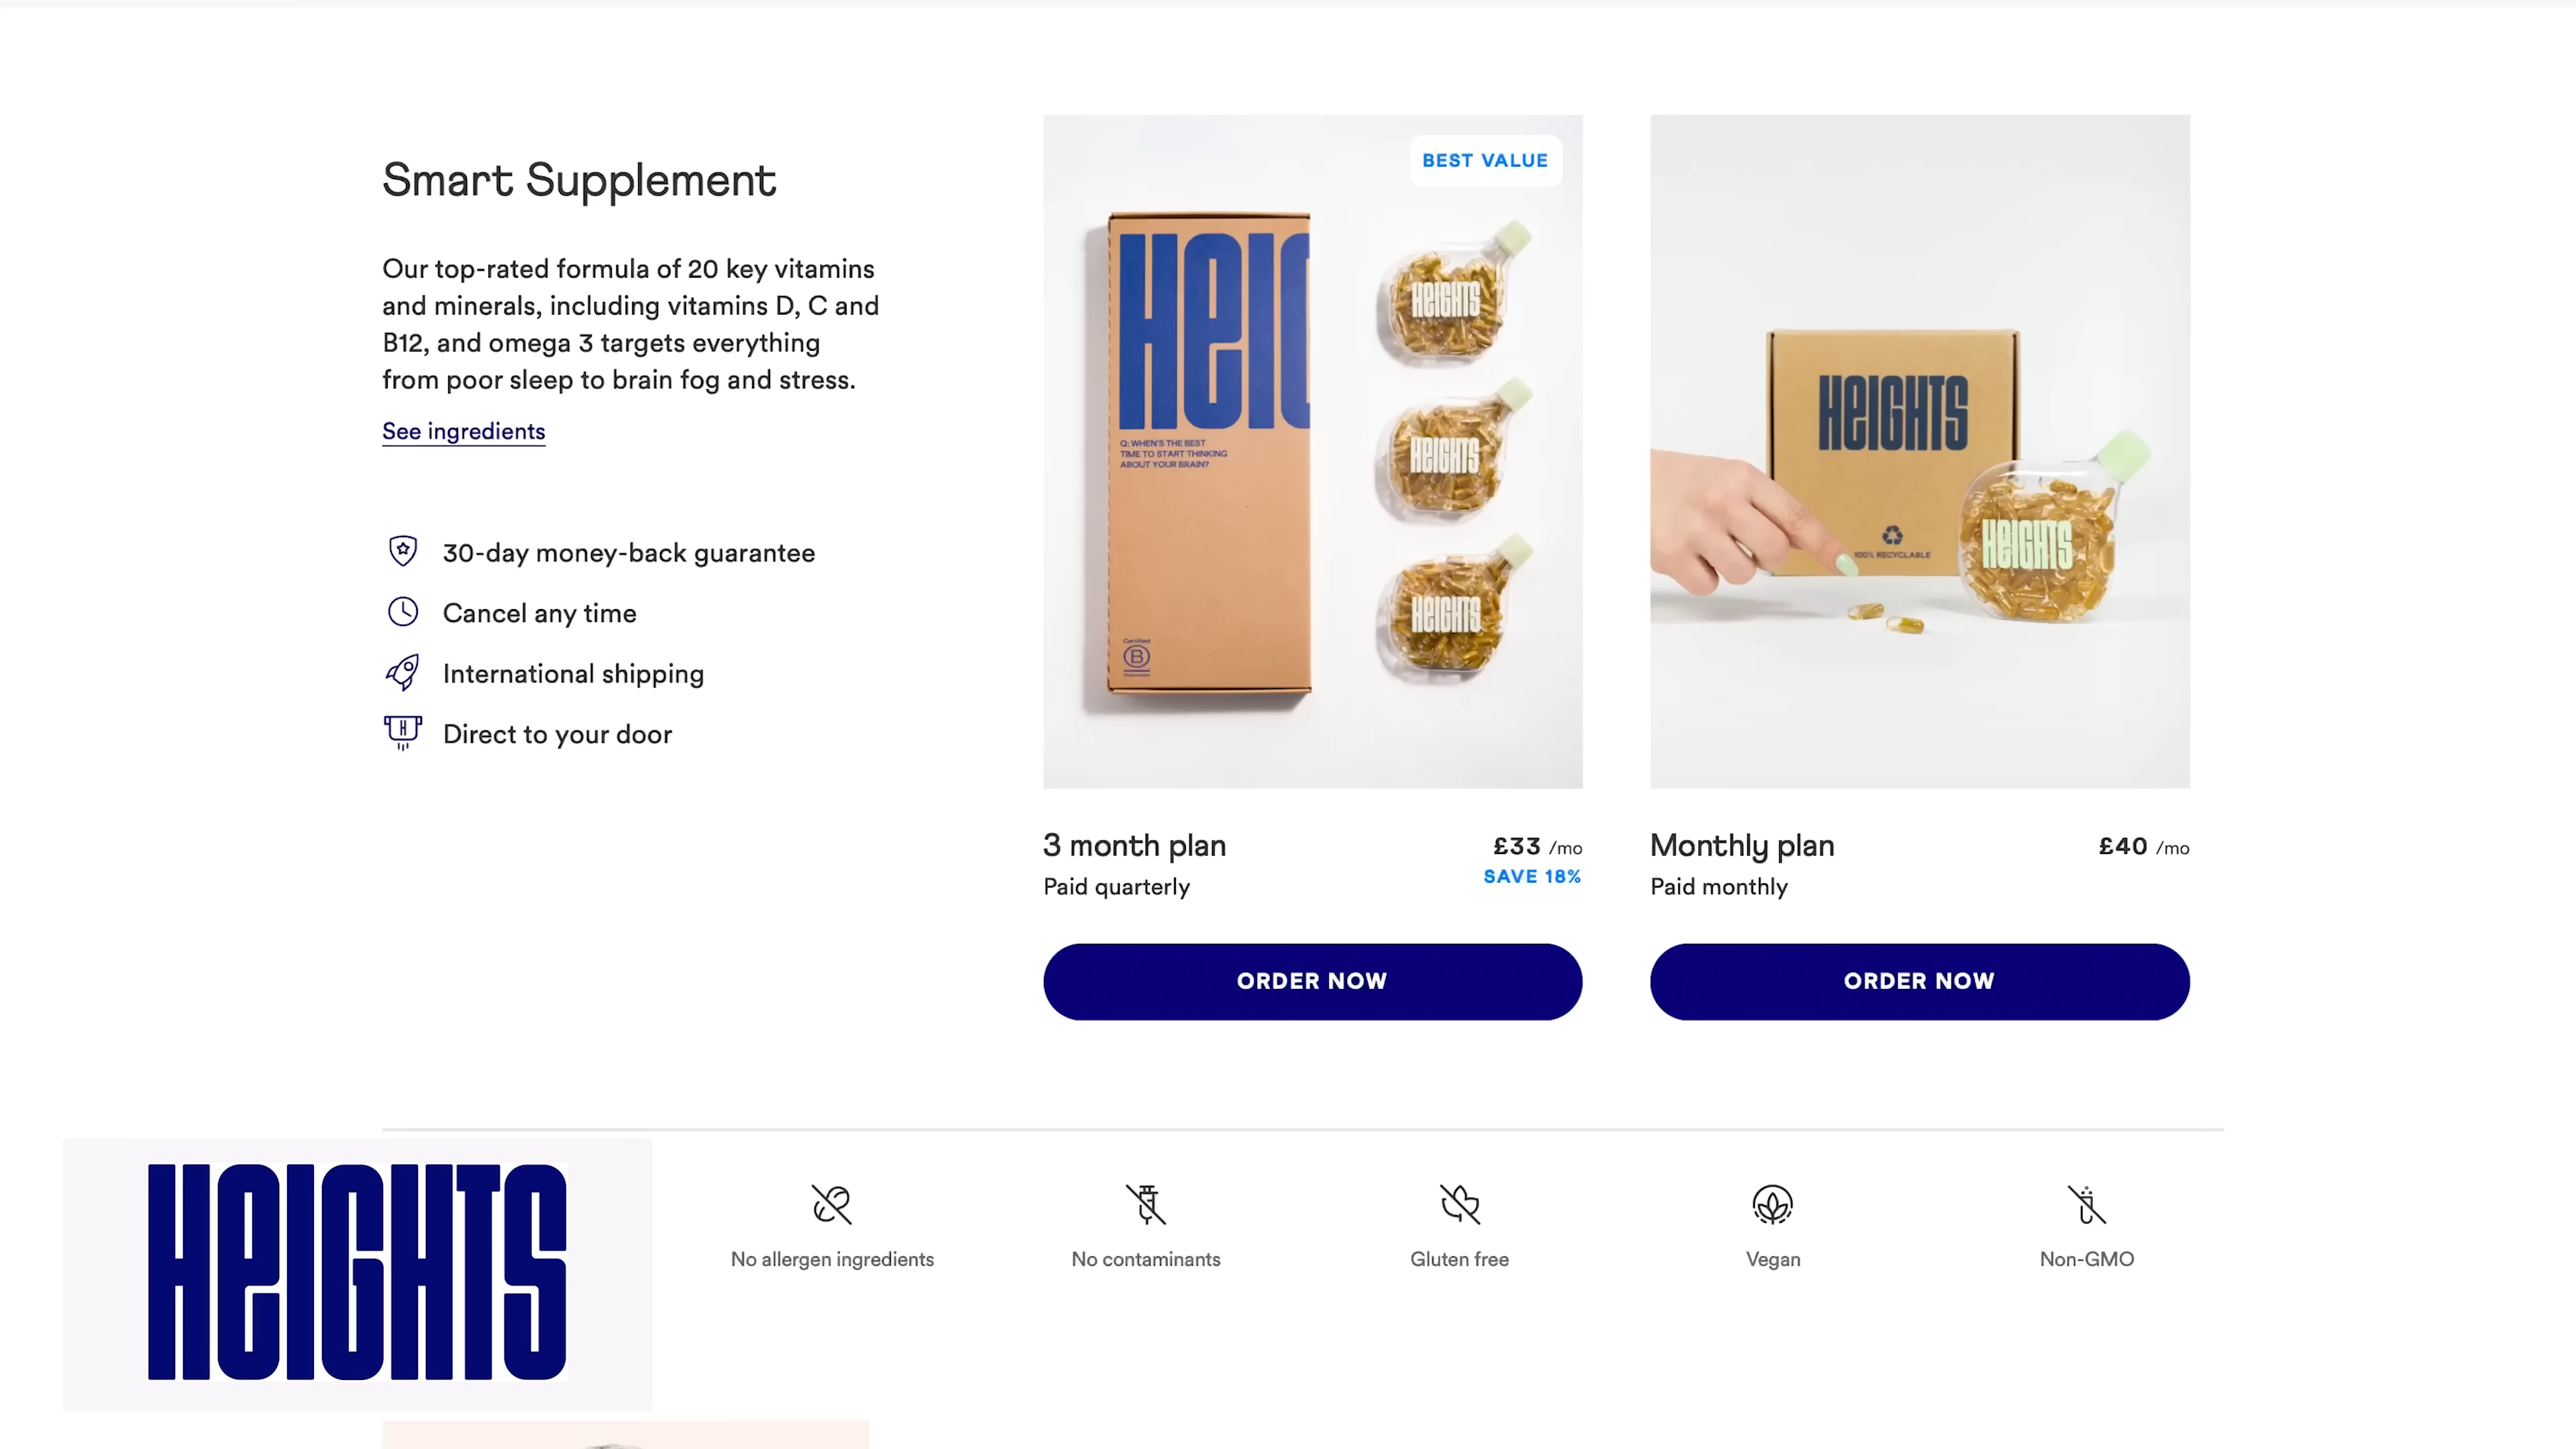 Smart Supplement
Our top-rated formula of 20 key vitamins
and minerals, including vitamins D, C and
B12, and omega 3 targets everything
from poor sleep to brain fog and stress.
See ingredients
30-day money-back guarantee
Cancel any time
International shipping
H
Direct to your door
BEST VALUE
HeIG
Q: WHEN'S THE BEST
TIME TO START THINKING
ABOUT YOUR BRAIN?
Certified
B
HeIGHTS
HeIGHTS
HeIGHTS
3 month plan
£33 /mo
SAVE 18%
Paid quarterly
ORDER NOW
HeIGHTS
100% RECYCLABLE
HeIGHTS
Monthly plan
£40 /mo
Paid monthly
ORDER NOW
HeIGHTS
No allergen ingredients
No contaminants
Gluten free
Vegan
Non-GMO